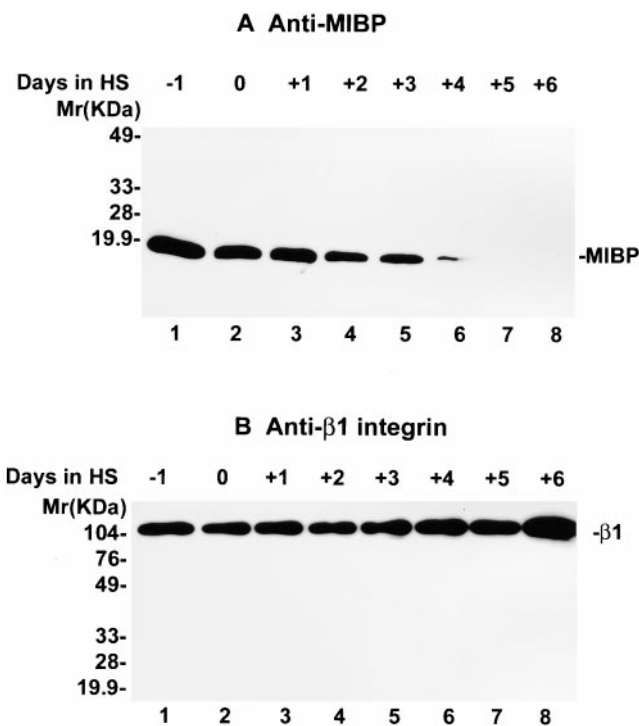 A Anti-MIBP
Days in HS -1 0 +1 +2 +3 +4 +5 +6
Mr(KDa)
49-
33-
28-
19.9-
-MIBP
1 2 3 4 5 6 7 8
B Anti-β1 integrin
Days in HS -1 0 +1 +2 +3 +4 +5 +6
Mr(KDa)
104-
-β1
76-
49-
33-
28-
19.9-
1 2 3 4 5 6 7 8